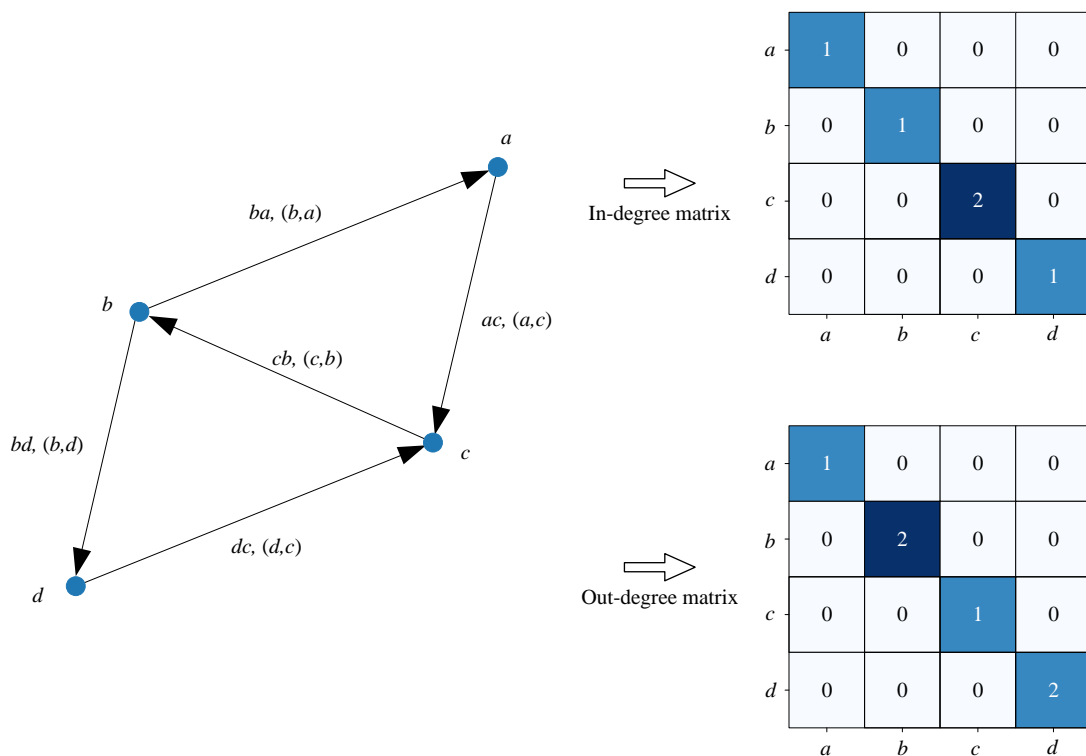 a
ba, (b,a)
b
ac, (a,c)
cb, (c,b)
bd, (b,d)
c
dc, (d,c)
d
In-degree matrix
a 1 0 0 0
b 0 1 0 0
c 0 0 2 0
d 0 0 0 1
a b c d
Out-degree matrix
a 1 0 0 0
b 0 2 0 0
c 0 0 1 0
d 0 0 0 2
a b c d